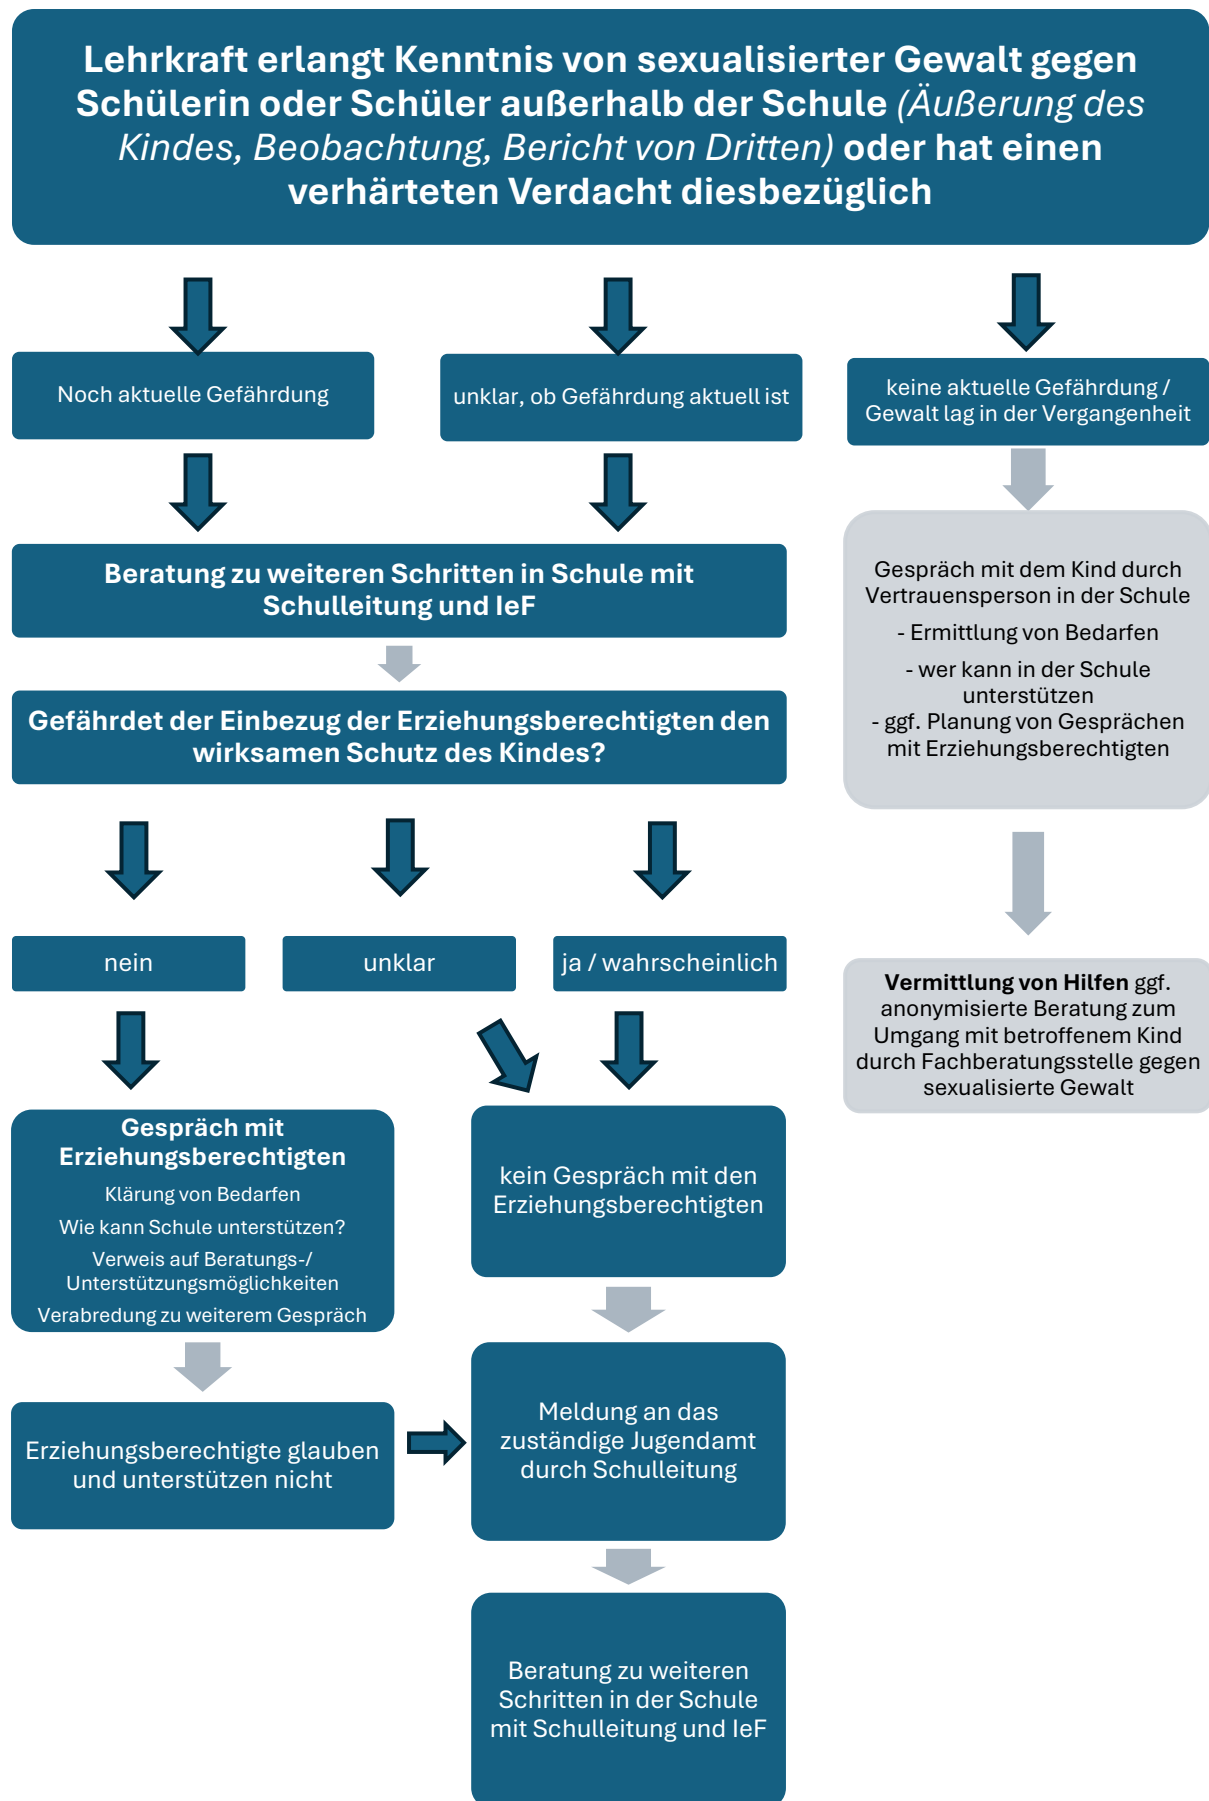 Lehrkraft erlangt Kenntnis von sexualisierter Gewalt gegen
Schülerin oder Schüler außerhalb der Schule (Äußerung des
Kindes, Beobachtung, Bericht von Dritten) oder hat einen
verhärteten Verdacht diesbezüglich
Noch aktuelle Gefährdung
unklar, ob Gefährdung aktuell ist
keine aktuelle Gefährdung /
Gewalt lag in der Vergangenheit
Beratung zu weiteren Schritten in Schule mit
Schulleitung und IeF
Gefährdet der Einbezug der Erziehungsberechtigten den
wirksamen Schutz des Kindes?
Gespräch mit dem Kind durch
Vertrauensperson in der Schule
- Ermittlung von Bedarfen
- wer kann in der Schule
unterstützen
- ggf. Planung von Gesprächen
mit Erziehungsberechtigten
nein
unklar
ja / wahrscheinlich
Vermittlung von Hilfen ggf.
anonymisierte Beratung zum
Umgang mit betroffenem Kind
durch Fachberatungsstelle gegen
sexualisierte Gewalt
Gespräch mit
Erziehungsberechtigten
Klärung von Bedarfen
Wie kann Schule unterstützen?
Verweis auf Beratungs-/
Unterstützungsmöglichkeiten
Verabredung zu weiterem Gespräch
kein Gespräch mit den
Erziehungsberechtigten
Erziehungsberechtigte glauben
und unterstützen nicht
Meldung an das
zuständige Jugendamt
durch Schulleitung
Beratung zu weiteren
Schritten in der Schule
mit Schulleitung und IeF